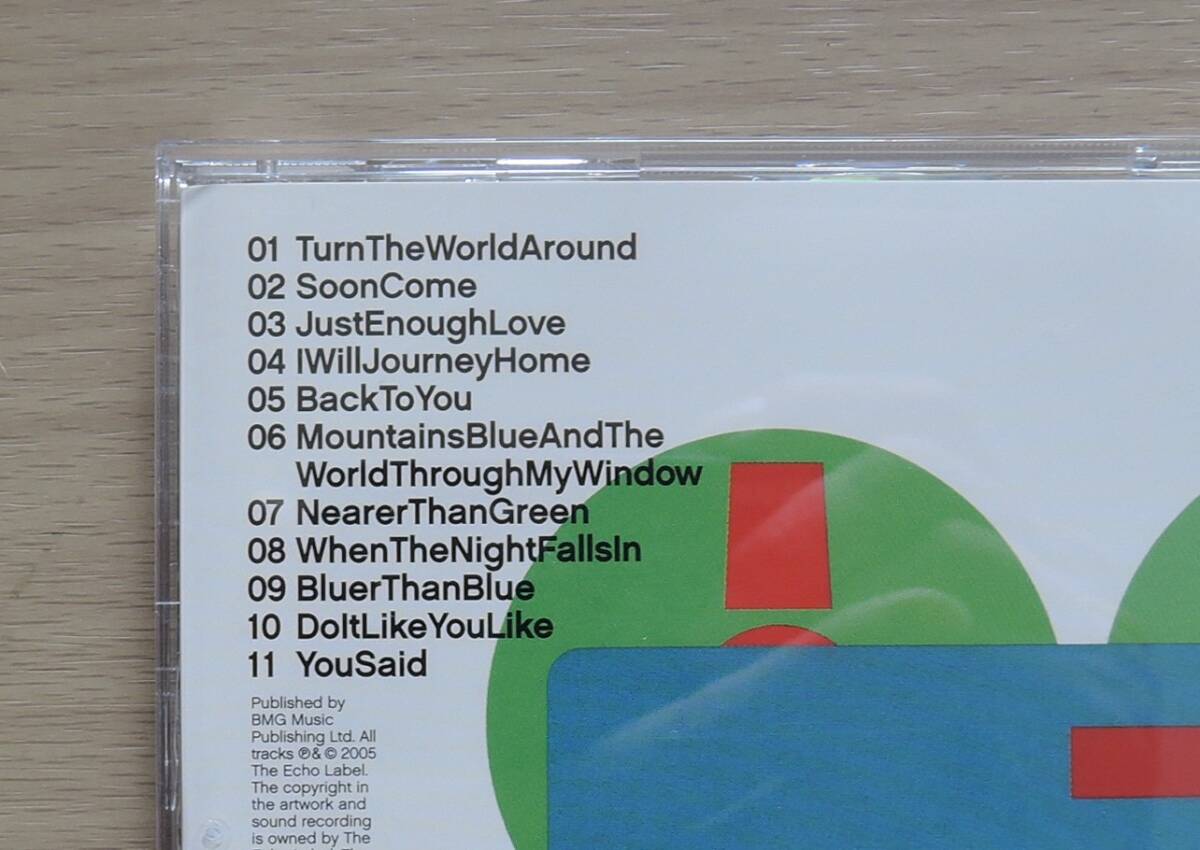 01 TurnTheWorldAround
02 SoonCome
03 JustEnoughLove
04 IWillJourneyHome
05 BackToYou
06 MountainsBlueAndThe
WorldThroughMyWindow
07 NearerThanGreen
08 WhenTheNightFallsIn
09 BluerThanBlue
10 DoItLikeYouLike
11 YouSaid
Published by
BMG Music
Publishing Ltd. All
tracks ℗& © 2005
The Echo Label.
The copyright in
the artwork and
sound recording
is owned by The